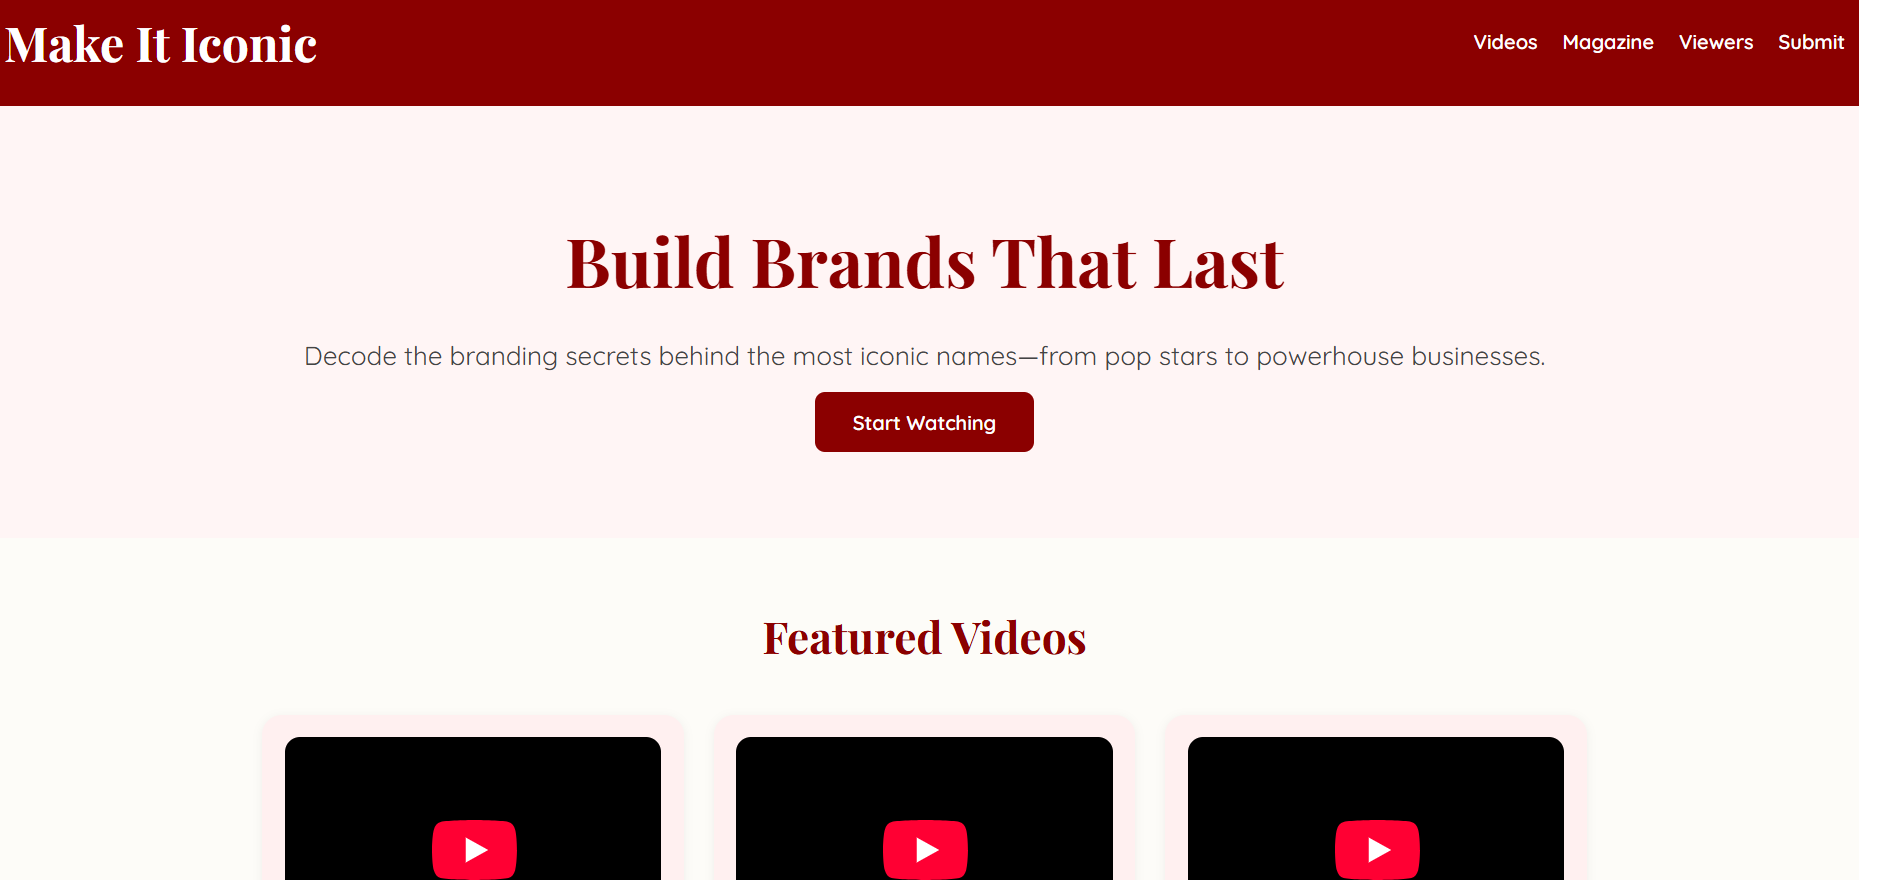 Make It Iconic
Videos Magazine Viewers Submit
Build Brands That Last
Decode the branding secrets behind the most iconic names—from pop stars to powerhouse businesses.
Start Watching
Featured Videos